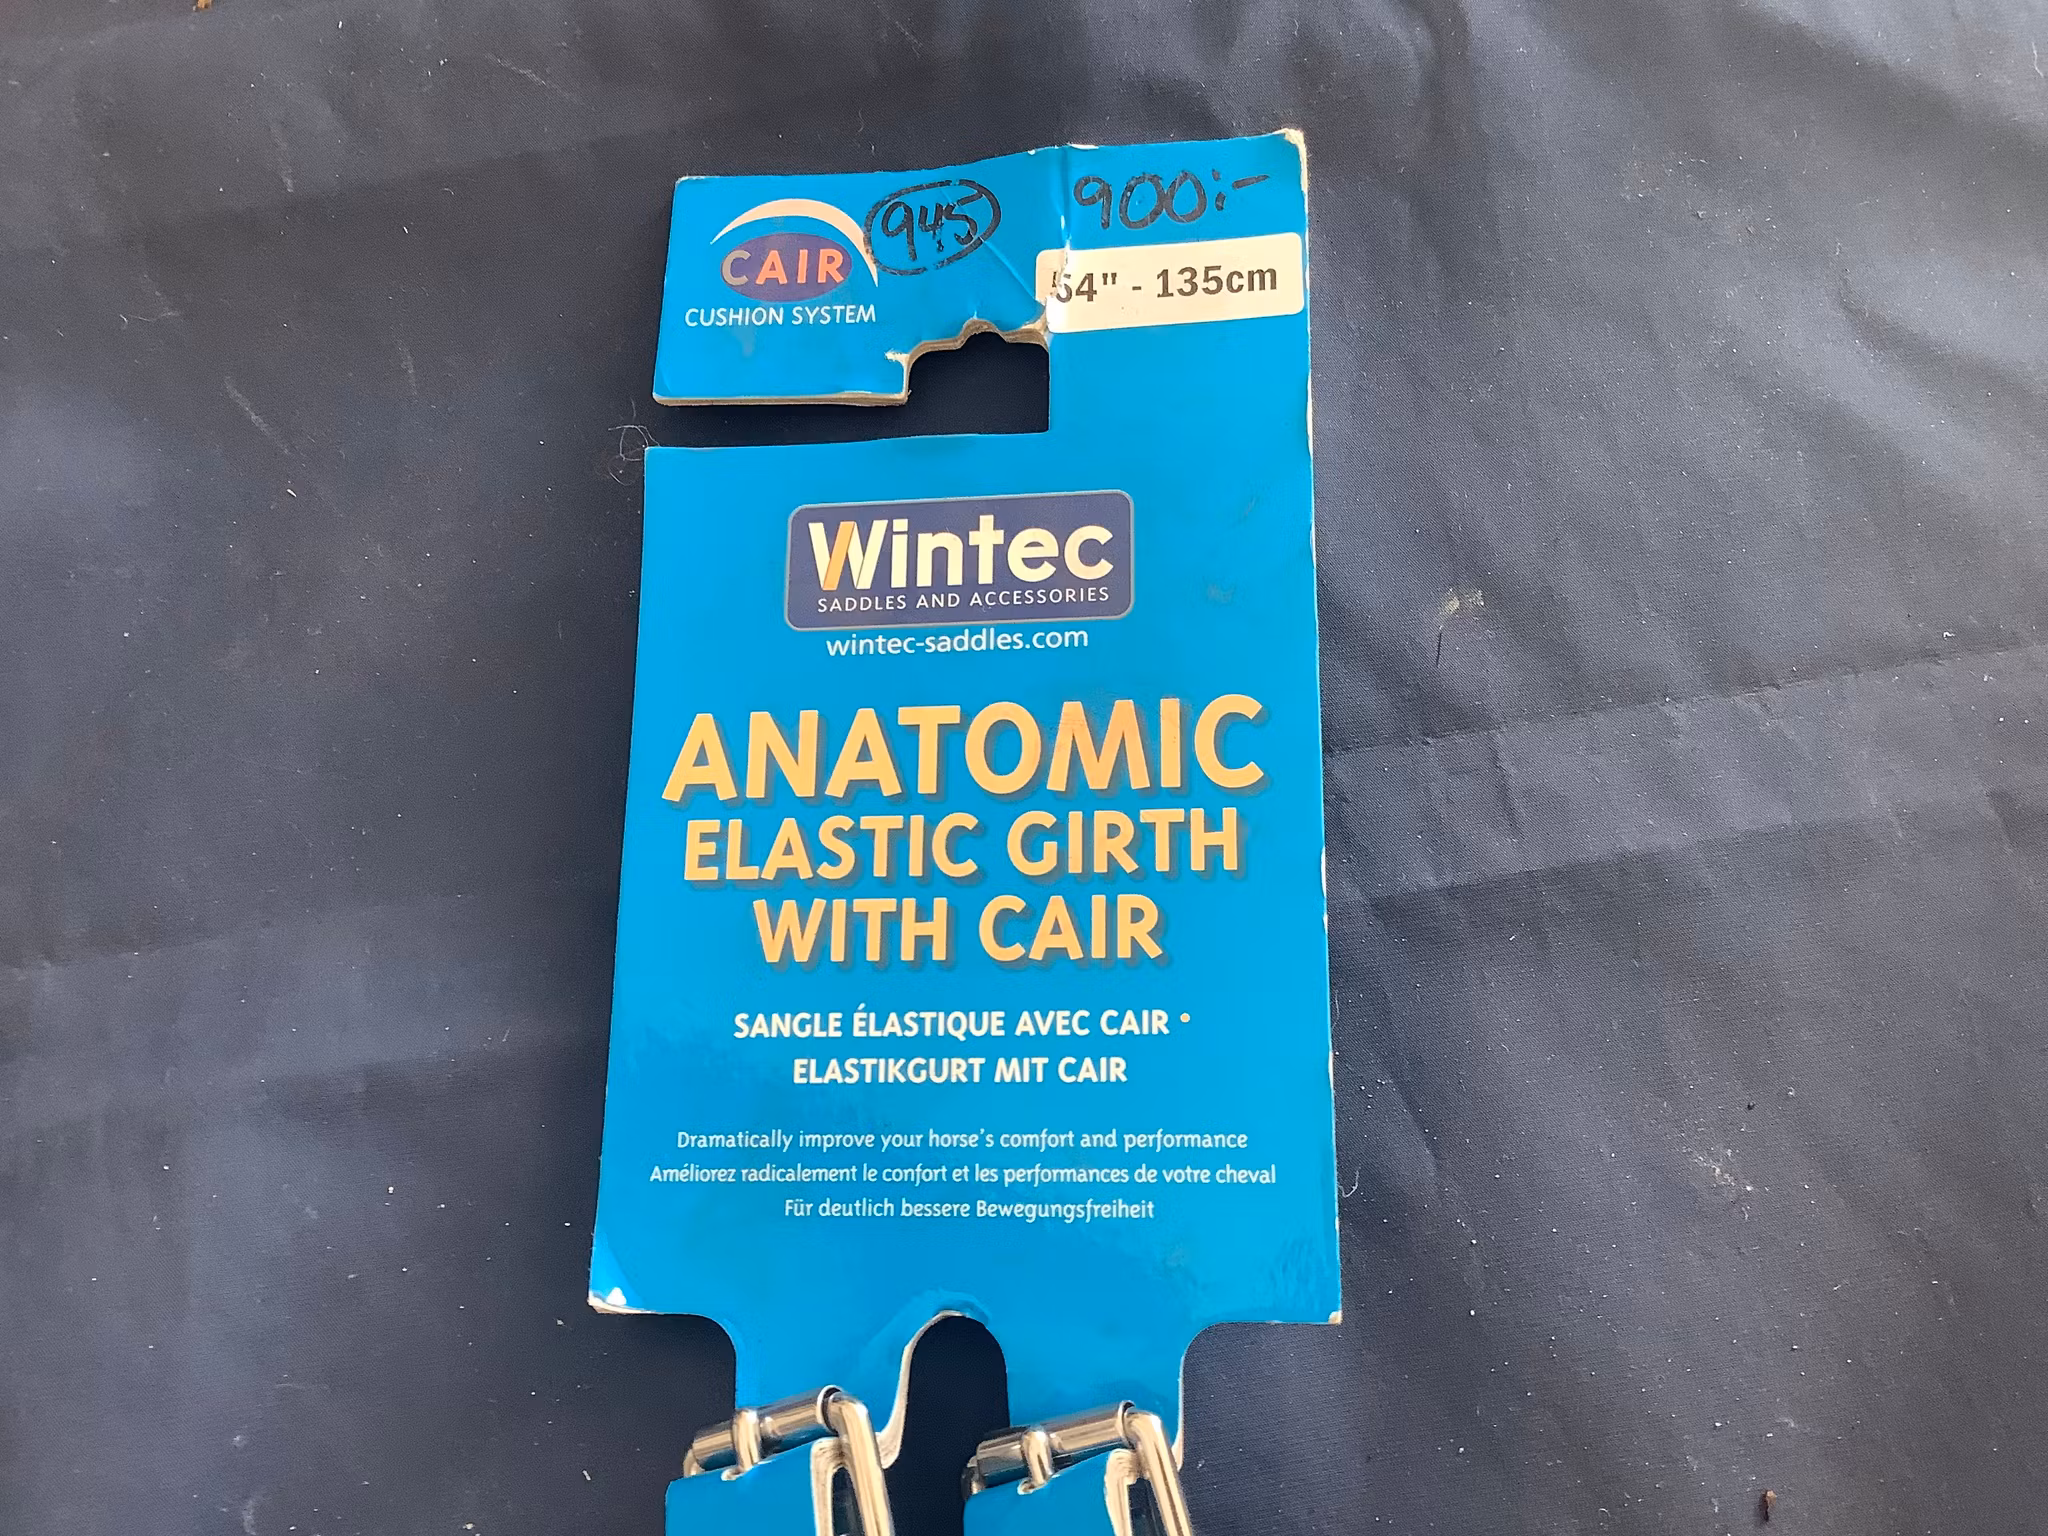 945
900:-
CAIR
54" - 135cm
CUSHION SYSTEM
Wintec
SADDLES AND ACCESSORIES
wintec-saddles.com
ANATOMIC
ELASTIC GIRTH
WITH CAIR
SANGLE ÉLASTIQUE AVEC CAIR •
ELASTIKGURT MIT CAIR
Dramatically improve your horse's comfort and performance
Améliorez radicalement le confort et les performances de votre cheval
Für deutlich bessere Bewegungsfreiheit